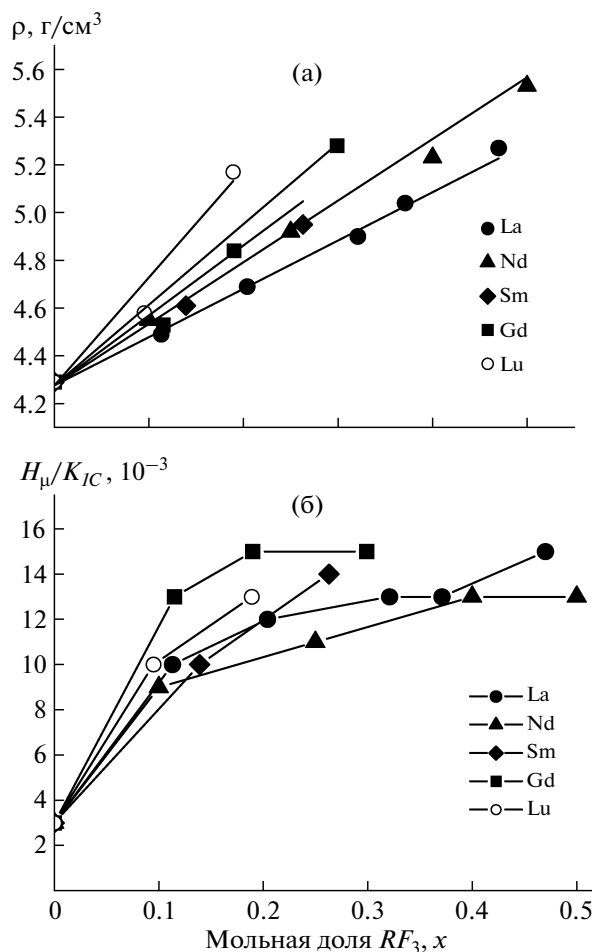 ρ, г/см³
(а)
5.6
5.4
5.2
5.0
4.8
4.6
4.4
4.2
La
Nd
Sm
Gd
Lu
H_μ/K_IC, 10⁻³
(б)
16
14
12
10
8
6
4
2
La
Nd
Sm
Gd
Lu
0 0.1 0.2 0.3 0.4 0.5
Мольная доля RF₃, x